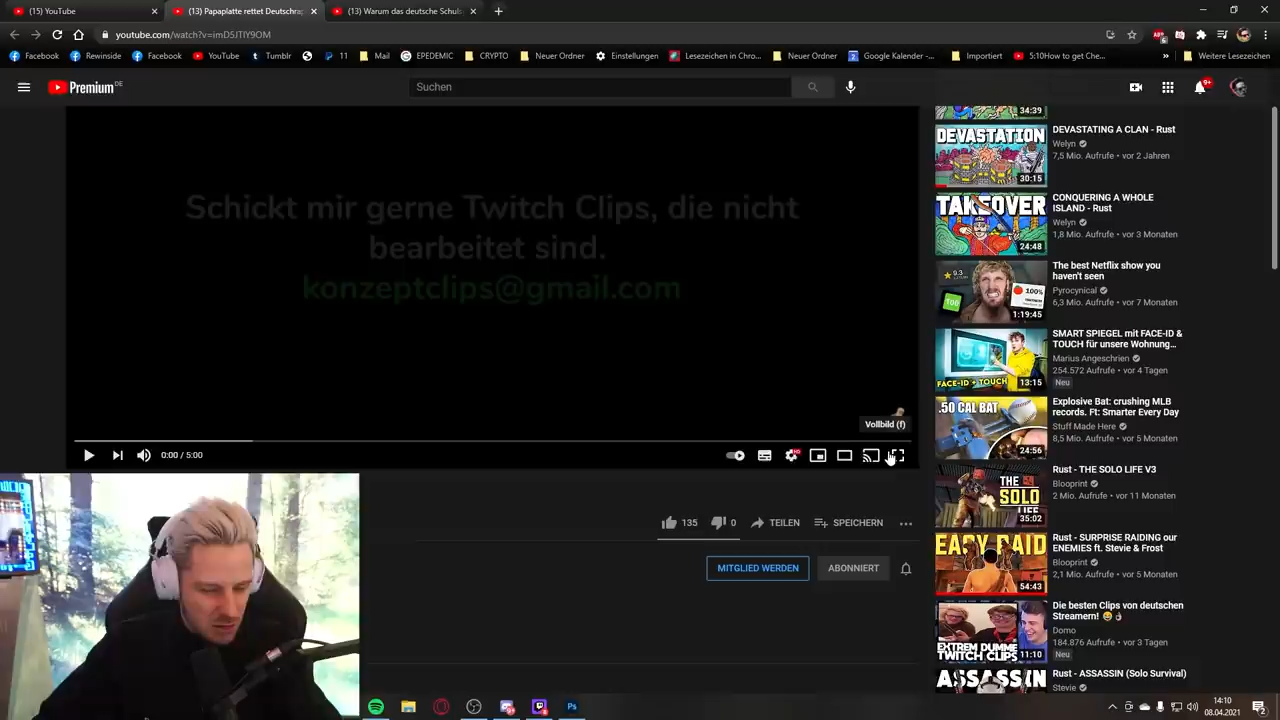 (15) YouTube
(13) Papaplatte rettet Deutschrap
(13) Warum das deutsche Schuls
youtube.com/watch?v=imD5JTIY9OM
Facebook
Rewinside
Facebook
YouTube
Tumblr
11
Mail
EPEDEMIC
CRYPTO
Neuer Ordner
Einstellungen
Lesezeichen in Chro...
Neuer Ordner
Google Kalender -...
Importiert
5:10How to get Che...
Weitere Lesezeichen
Premium DE
Suchen
9+
gerne Twitch Clips, die nicht
bearbeitet sind.
Vollbild (f)
0:00 / 5:00
135
0
TEILEN
SPEICHERN
MITGLIED WERDEN
ABONNIERT
34:39
DEVASTATION
30:15
DEVASTATING A CLAN - Rust
Welyn
7,5 Mio. Aufrufe • vor 2 Jahren
TAKEOVER
24:48
CONQUERING A WHOLE
ISLAND - Rust
Welyn
1,8 Mio. Aufrufe • vor 3 Monaten
9.3
100
100%
1:19:45
The best Netflix show you
haven't seen
Pyrocynical
6,3 Mio. Aufrufe • vor 7 Monaten
FACE-ID + TOUCH
13:15
SMART SPIEGEL mit FACE-ID &
TOUCH für unsere Wohnung...
Marius Angeschrien
254.572 Aufrufe • vor 4 Tagen
Neu
.50 CAL BAT
24:56
Explosive Bat: crushing MLB
records. Ft: Smarter Every Day
Stuff Made Here
8,5 Mio. Aufrufe • vor 5 Monaten
THE
SOLO
LIFE
35:02
Rust - THE SOLO LIFE V3
Blooprint
2 Mio. Aufrufe • vor 11 Monaten
EASY RAID
54:43
Rust - SURPRISE RAIDING our
ENEMIES ft. Stevie & Frost
Blooprint
2,1 Mio. Aufrufe • vor 5 Monaten
EXTREM DUMME
TWITCH CLIPS
11:10
Die besten Clips von deutschen
Streamern!
Domo
184.876 Aufrufe • vor 3 Tagen
Neu
ASSASSIN
Rust - ASSASSIN (Solo Survival)
Stevie
14:10
08.04.2021